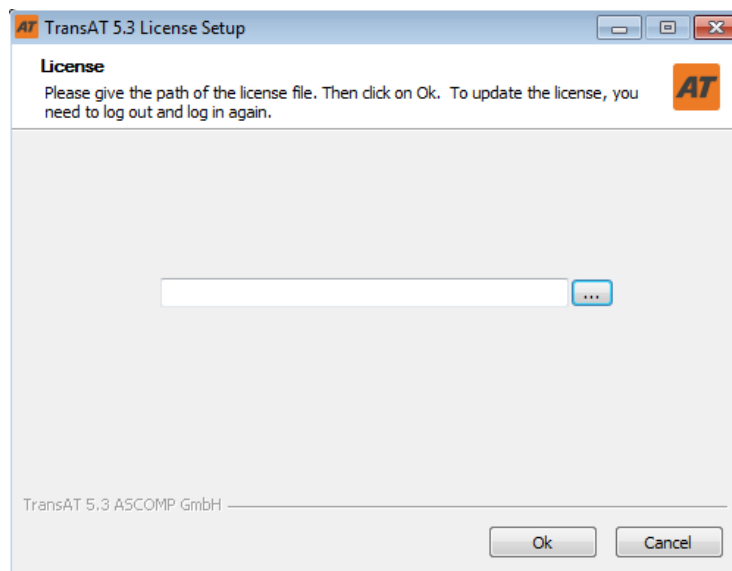 AT TransAT 5.3 License Setup
License
Please give the path of the license file. Then click on Ok.  To update the license, you
need to log out and log in again.
AT
...
TransAT 5.3 ASCOMP GmbH
Ok
Cancel